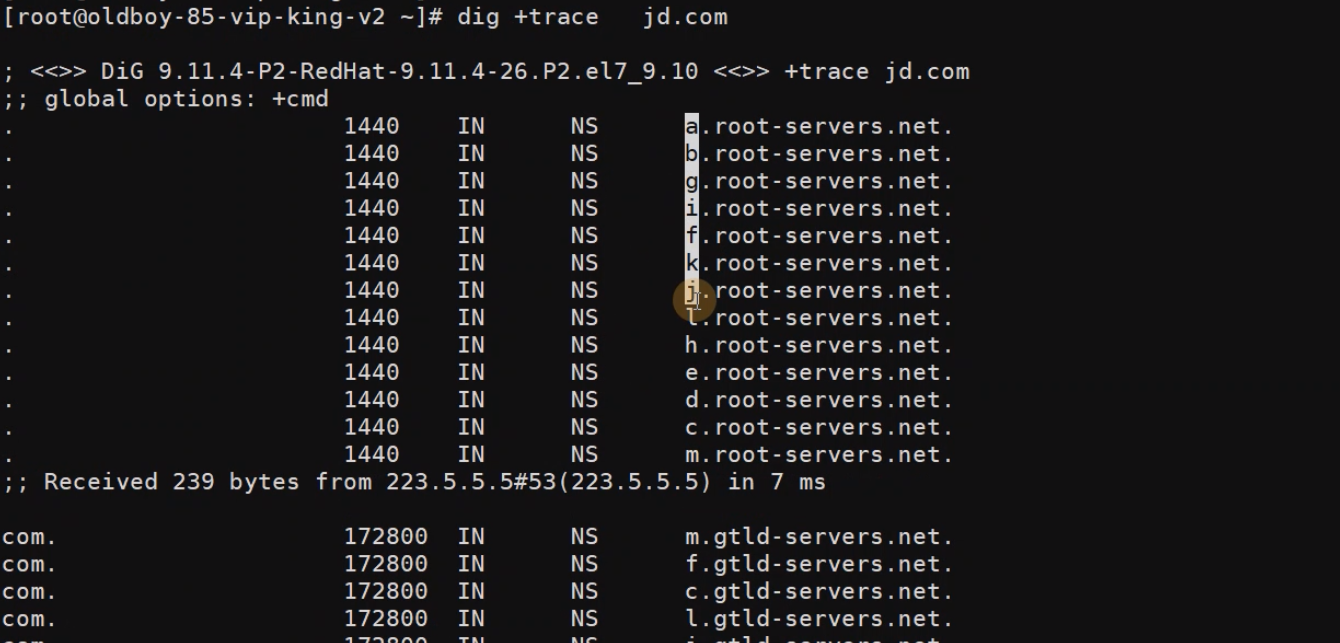 [root@oldboy-85-vip-king-v2 ~]# dig +trace   jd.com
; <<>> DiG 9.11.4-P2-RedHat-9.11.4-26.P2.el7_9.10 <<>> +trace jd.com
;; global options: +cmd
.                        1440    IN      NS      a.root-servers.net.
.                        1440    IN      NS      b.root-servers.net.
.                        1440    IN      NS      g.root-servers.net.
.                        1440    IN      NS      i.root-servers.net.
.                        1440    IN      NS      f.root-servers.net.
.                        1440    IN      NS      k.root-servers.net.
.                        1440    IN      NS      j.root-servers.net.
.                        1440    IN      NS      l.root-servers.net.
.                        1440    IN      NS      h.root-servers.net.
.                        1440    IN      NS      e.root-servers.net.
.                        1440    IN      NS      d.root-servers.net.
.                        1440    IN      NS      c.root-servers.net.
.                        1440    IN      NS      m.root-servers.net.
;; Received 239 bytes from 223.5.5.5#53(223.5.5.5) in 7 ms
com.                     172800  IN      NS      m.gtld-servers.net.
com.                     172800  IN      NS      f.gtld-servers.net.
com.                     172800  IN      NS      c.gtld-servers.net.
com.                     172800  IN      NS      l.gtld-servers.net.